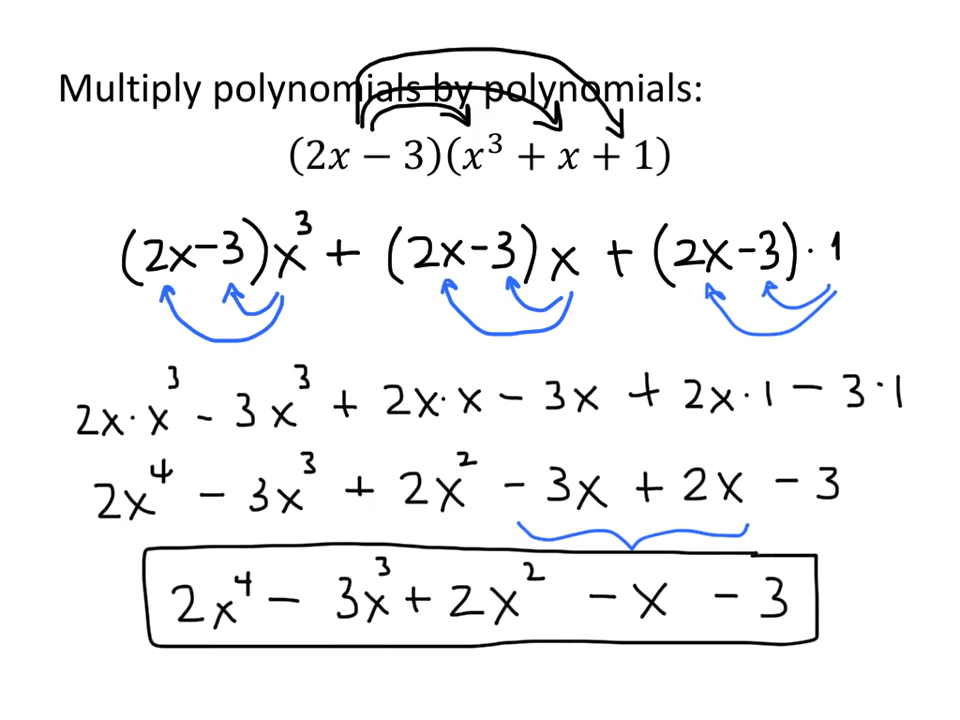 Multiply polynomials by polynomials:
(2x − 3)(x³ + x + 1)
(2x-3)x³ + (2x-3)x + (2x-3)·1
2x·x³ - 3x³ + 2x·x - 3x + 2x·1 - 3·1
2x⁴ - 3x³ + 2x² - 3x + 2x - 3
2x⁴ - 3x³ + 2x² - x - 3